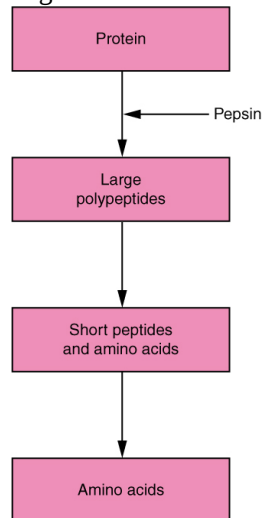 Protein
Pepsin
Large
polypeptides
Short peptides
and amino acids
Amino acids